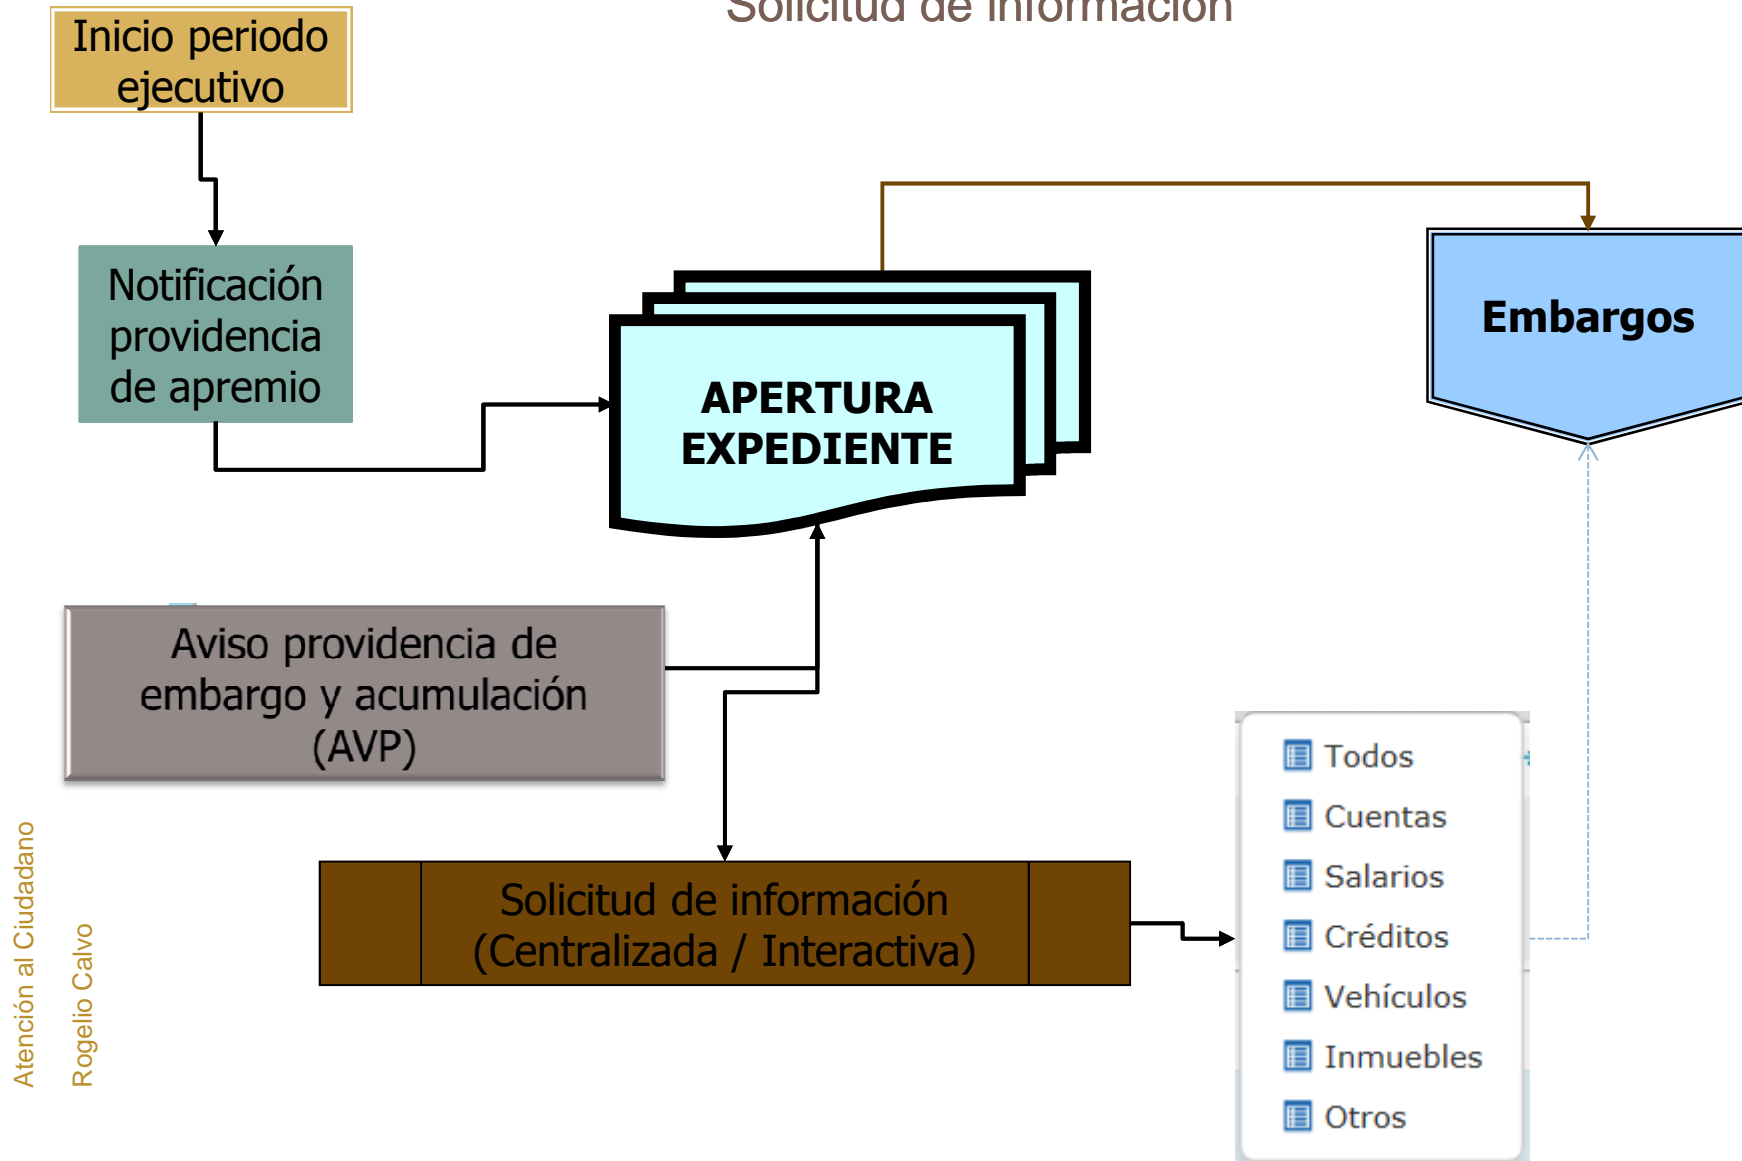 Solicitud de información
Inicio periodo
ejecutivo
Notificación
providencia
de apremio
APERTURA
EXPEDIENTE
Embargos
Aviso providencia de
embargo y acumulación
(AVP)
Solicitud de información
(Centralizada / Interactiva)
Todos
Cuentas
Salarios
Créditos
Vehículos
Inmuebles
Otros
Atención al Ciudadano
Rogelio Calvo